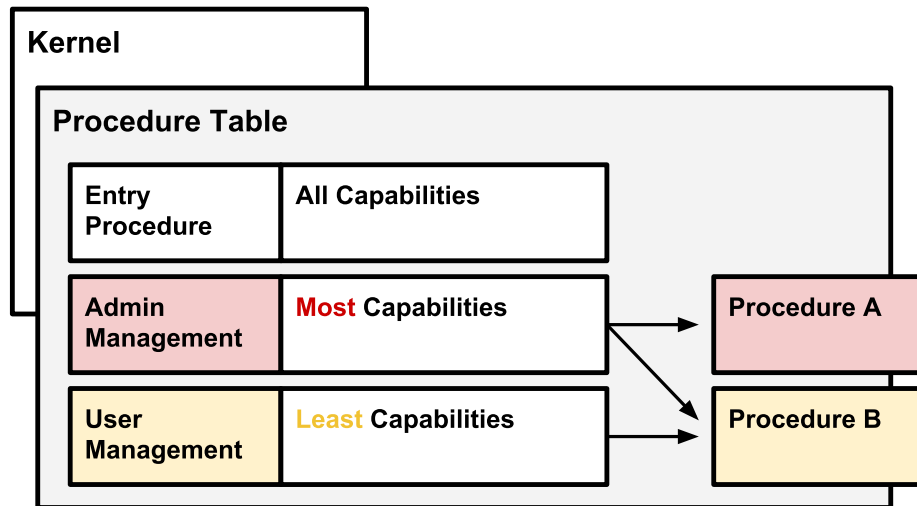 Kernel
Procedure Table
Entry
Procedure
All Capabilities
Admin
Management
Most Capabilities
Procedure A
User
Management
Least Capabilities
Procedure B